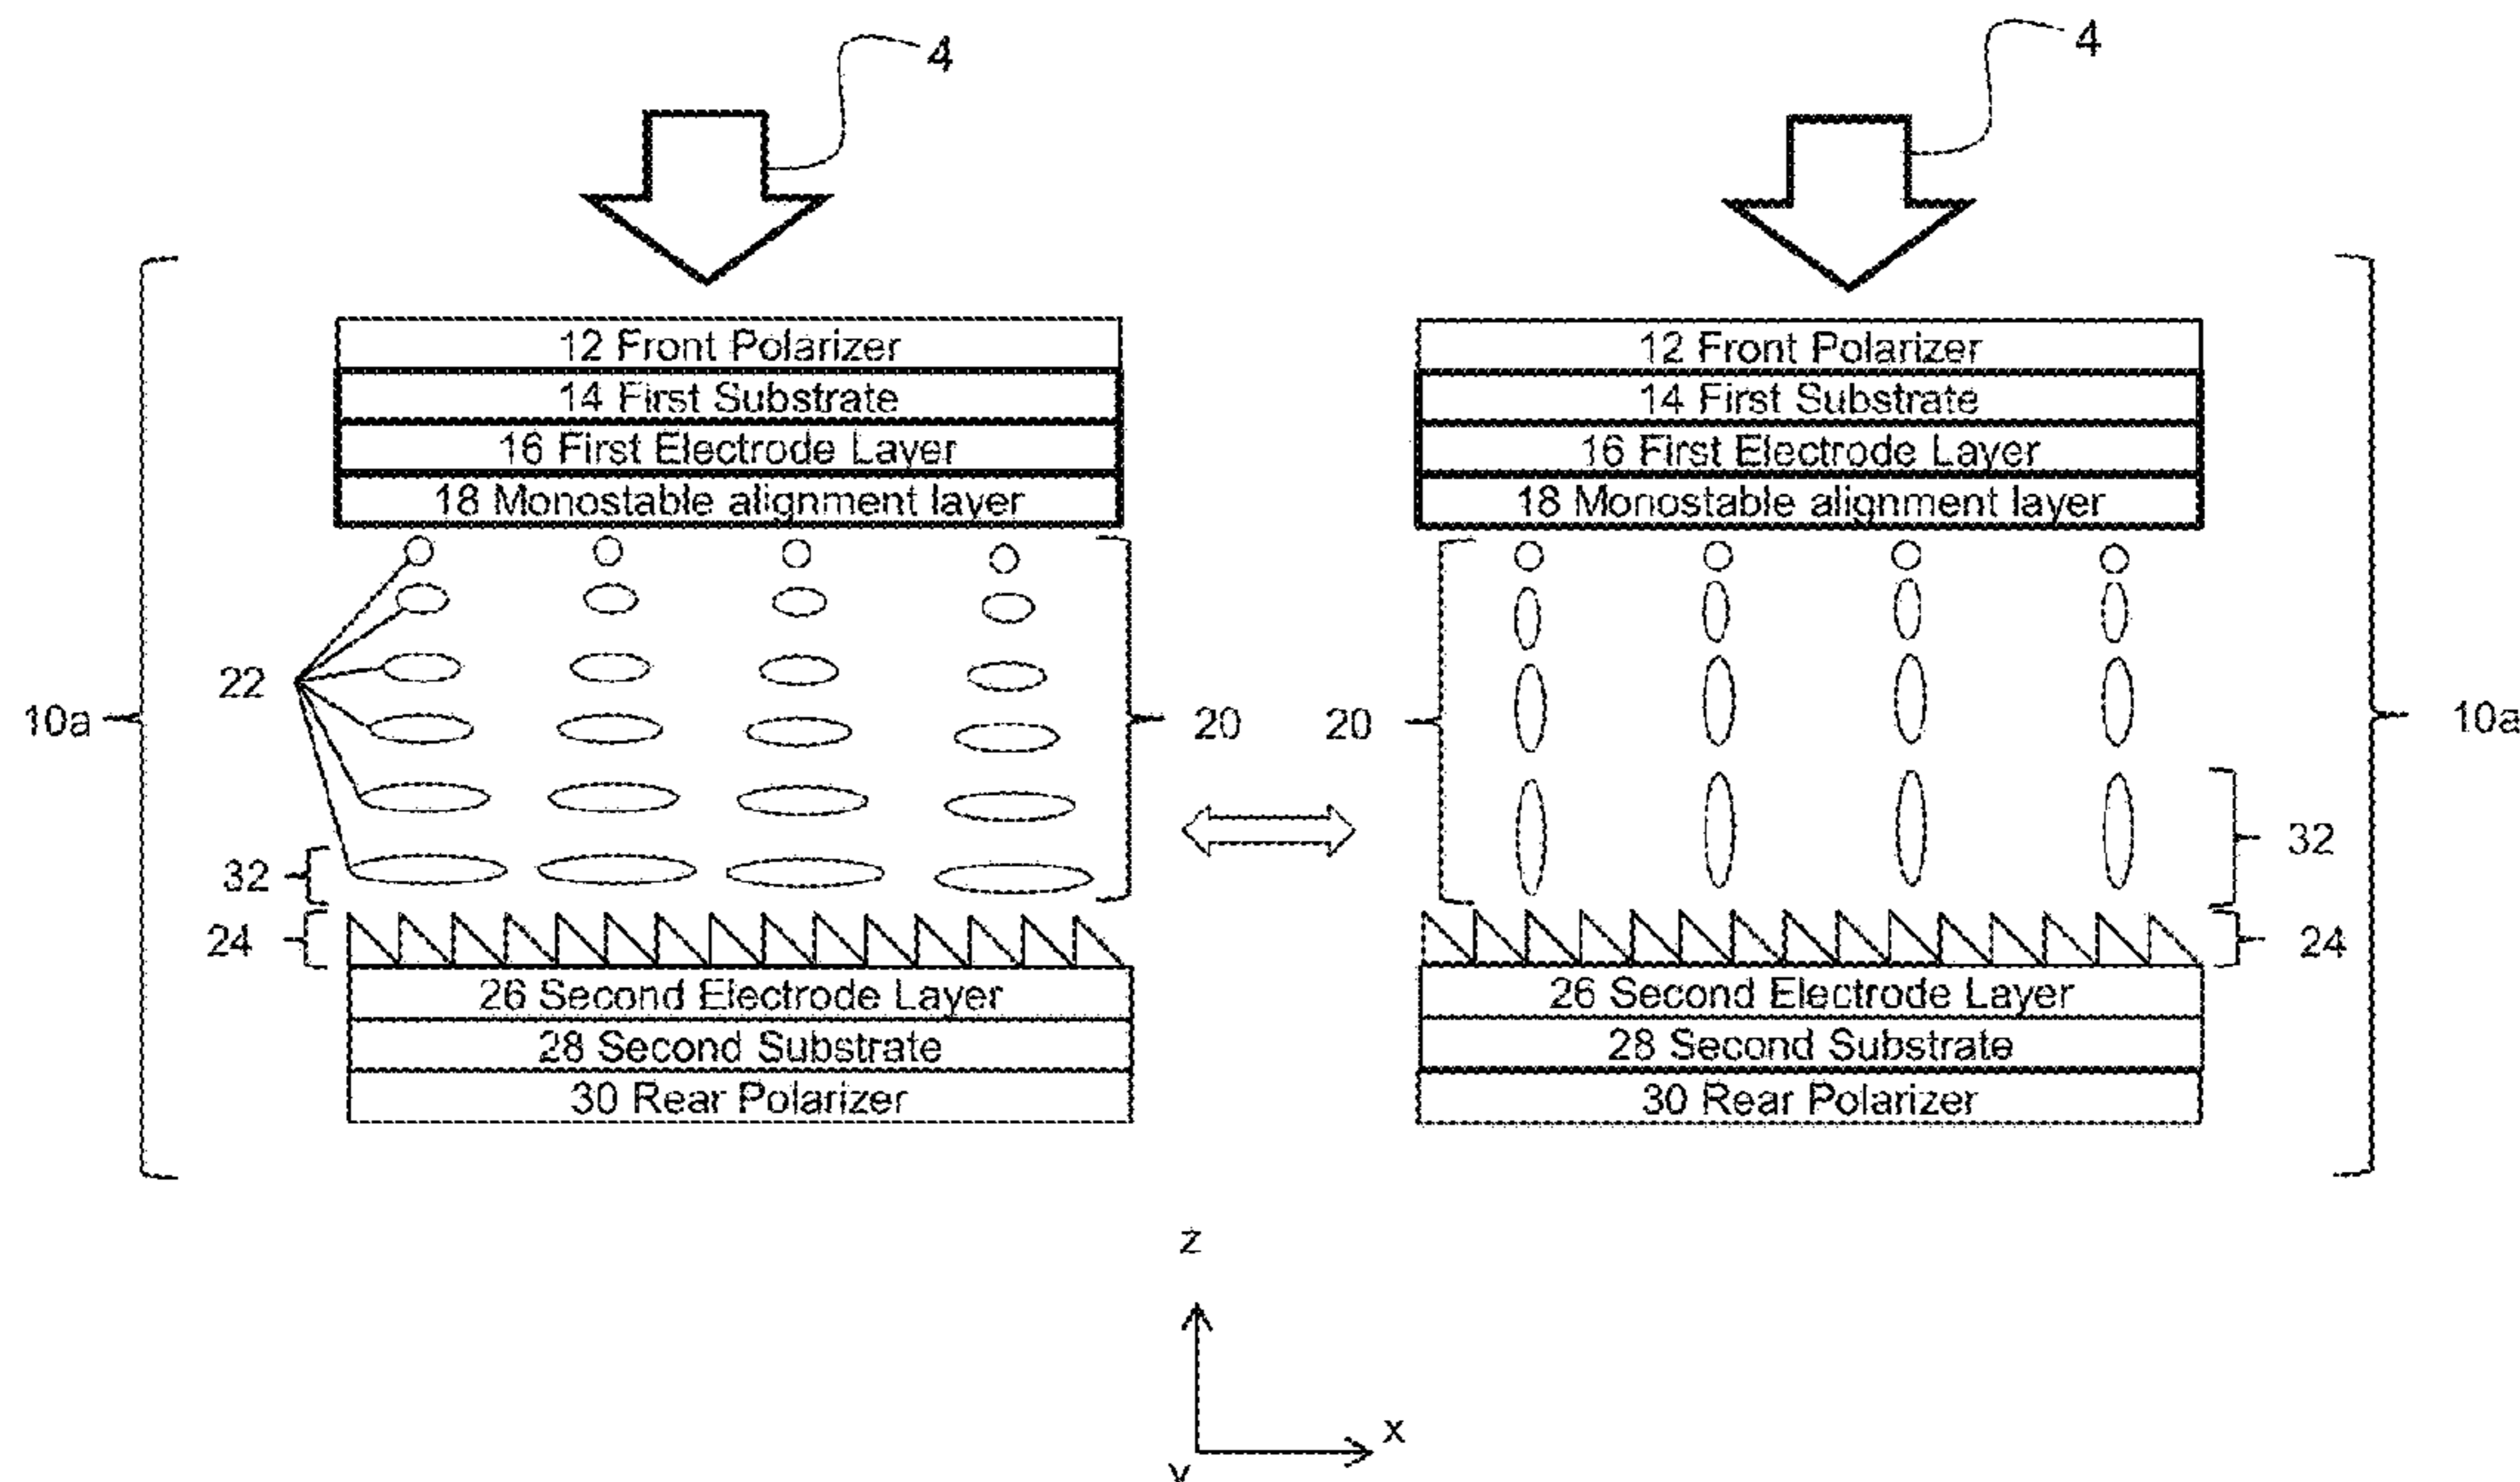 4
4
12 Front Polarizer
14 First Substrate
16 First Electrode Layer
18 Monostable alignment layer
22
10a
20
32
24
26 Second Electrode Layer
28 Second Substrate
30 Rear Polarizer
12 Front Polarizer
14 First Substrate
16 First Electrode Layer
18 Monostable alignment layer
20
10a
32
24
26 Second Electrode Layer
28 Second Substrate
30 Rear Polarizer
z
x
y